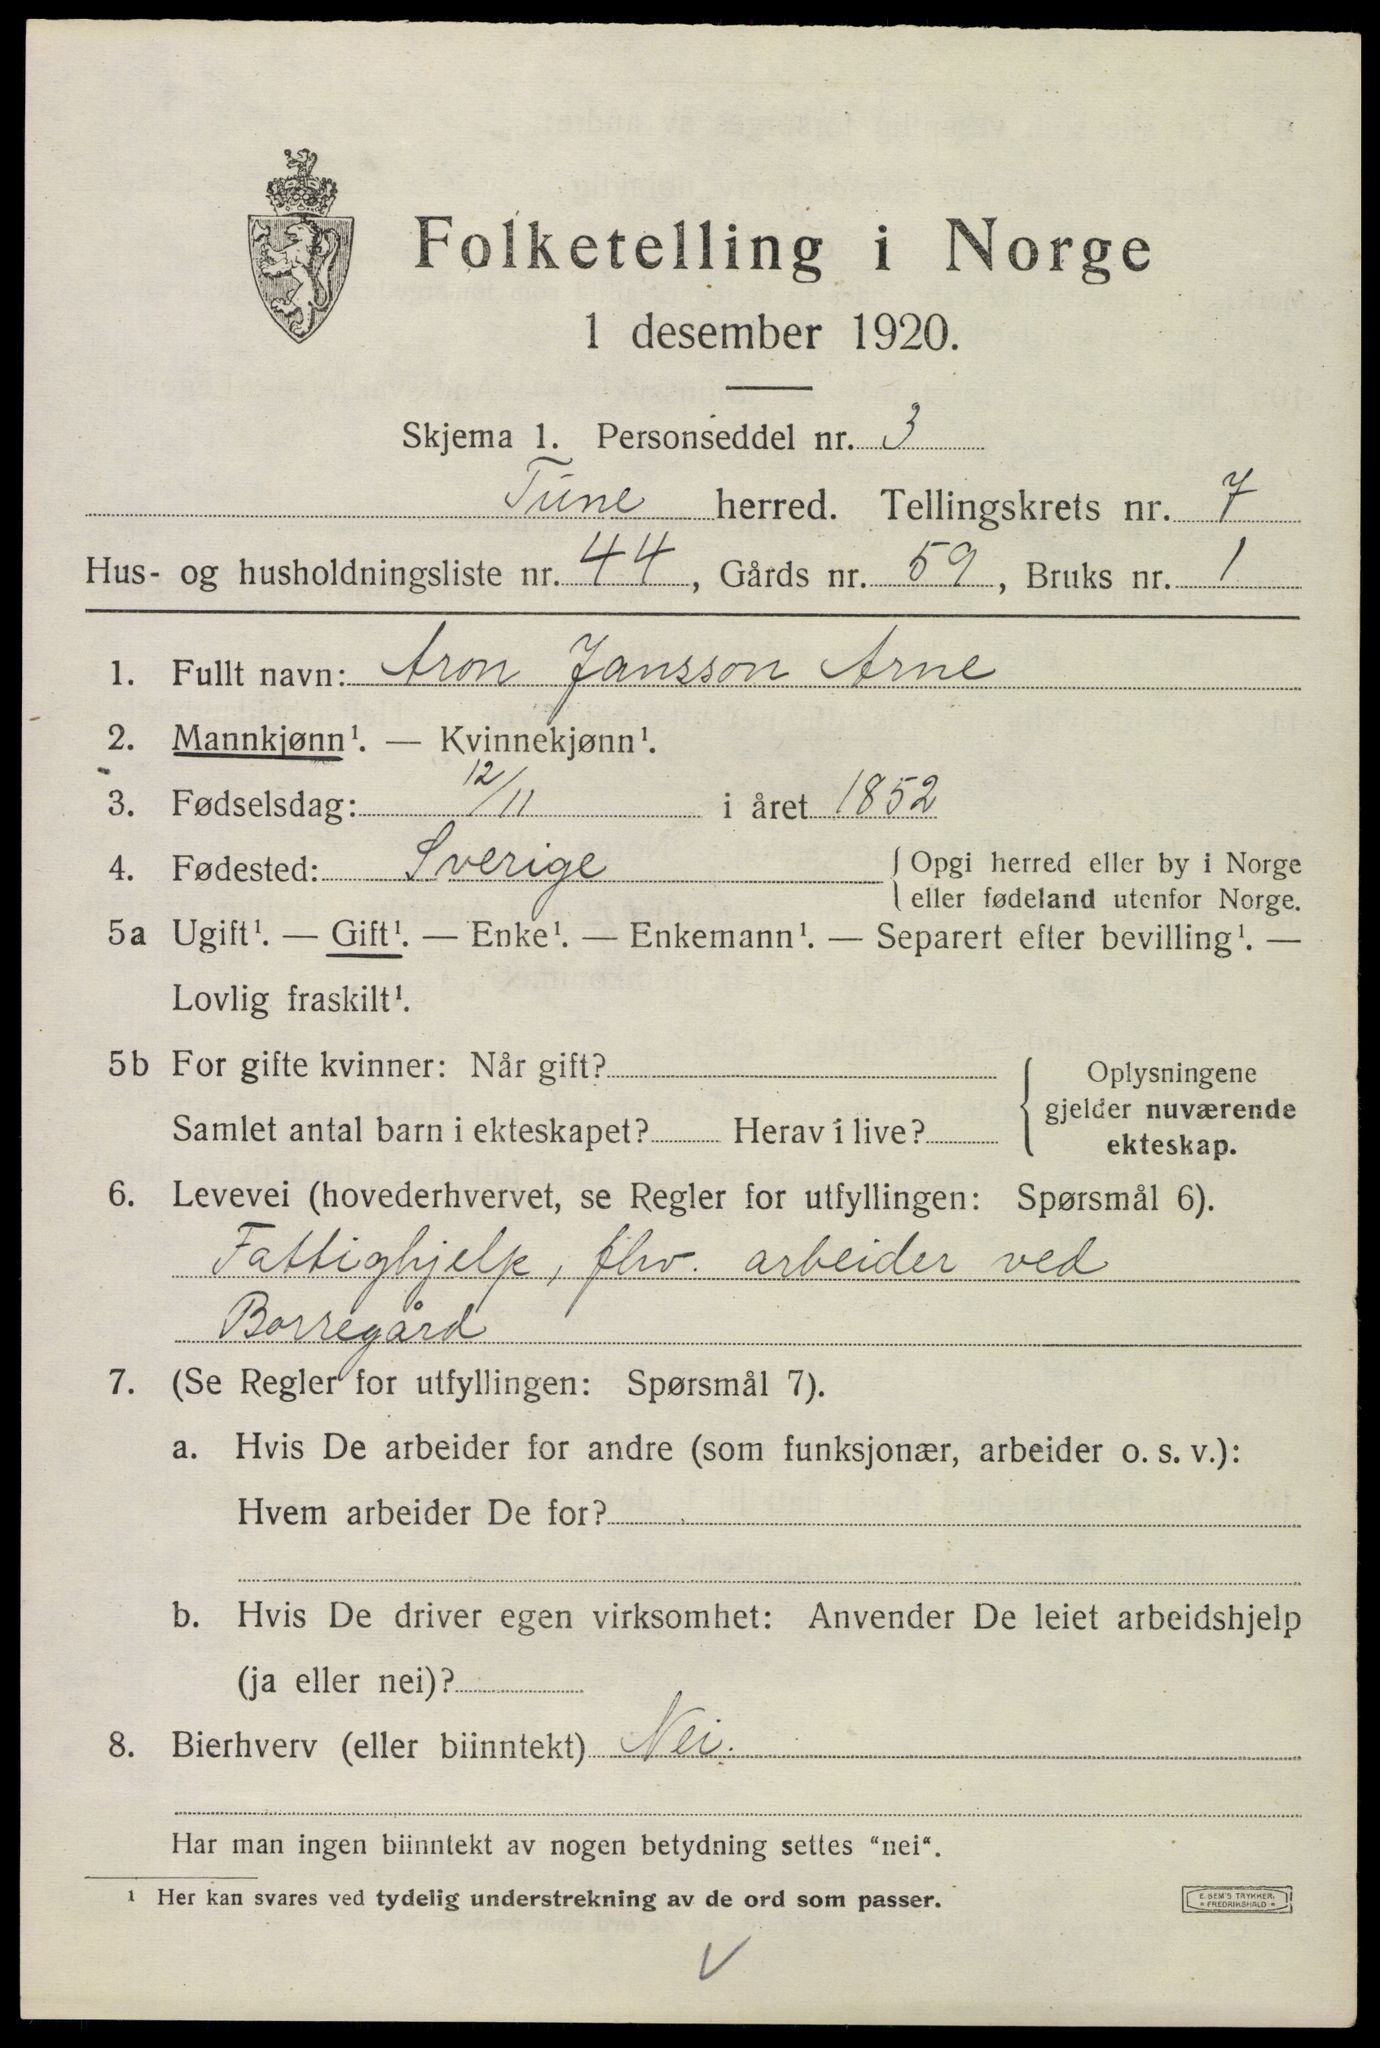 Folketelling i Norge
1 desember 1920.
Skjema 1. Personseddel nr. 3
Tune herred. Tellingskrets nr. 7
Hus- og husholdningsliste nr. 44, Gårds nr. 59, Bruks nr. 1
1. Fullt navn: Aron Jansson Arne
2. Mannkjønn¹. — Kvinnekjønn¹.
3. Fødselsdag: 12/11 i året 1852
4. Fødested: Sverige { Opgi herred eller by i Norge
eller fødeland utenfor Norge.
5a Ugift¹. — Gift¹. — Enke¹. — Enkemann¹. — Separert efter bevilling¹. —
Lovlig fraskilt¹.
5b For gifte kvinner: Når gift?
Samlet antal barn i ekteskapet? Herav i live?
Oplysningene
gjelder nuværende
ekteskap.
6. Levevei (hovederhvervet, se Regler for utfyllingen: Spørsmål 6).
Fattighjelp, fhv. arbeider ved
Borregård
7. (Se Regler for utfyllingen: Spørsmål 7).
a. Hvis De arbeider for andre (som funksjonær, arbeider o. s. v.):
Hvem arbeider De for?
b. Hvis De driver egen virksomhet: Anvender De leiet arbeidshjelp
(ja eller nei)?
8. Bierhverv (eller biinntekt) Nei.
Har man ingen biinntekt av nogen betydning settes "nei".
¹ Her kan svares ved tydelig understrekning av de ord som passer.
E. SEM'S TRYKKERI
* FREDRIKSHALD *